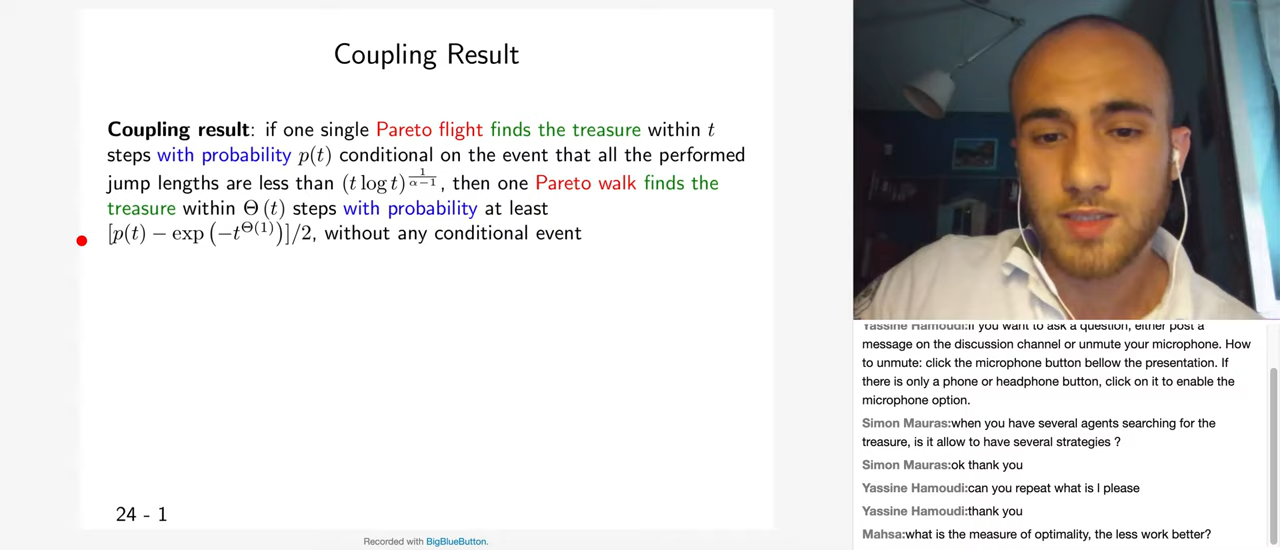 Coupling Result
Coupling result: if one single Pareto flight finds the treasure within t
steps with probability p(t) conditional on the event that all the performed
jump lengths are less than (t log t)^{1/(α−1)}, then one Pareto walk finds the
treasure within Θ (t) steps with probability at least
[p(t) − exp (−t^{Θ(1)})]/2, without any conditional event
24 - 1
Recorded with BigBlueButton.
Yassine Hamoudi:If you want to ask a question, either post a
message on the discussion channel or unmute your microphone. How
to unmute: click the microphone button bellow the presentation. If
there is only a phone or headphone button, click on it to enable the
microphone option.
Simon Mauras:when you have several agents searching for the
treasure, is it allow to have several strategies ?
Simon Mauras:ok thank you
Yassine Hamoudi:can you repeat what is l please
Yassine Hamoudi:thank you
Mahsa:what is the measure of optimality, the less work better?